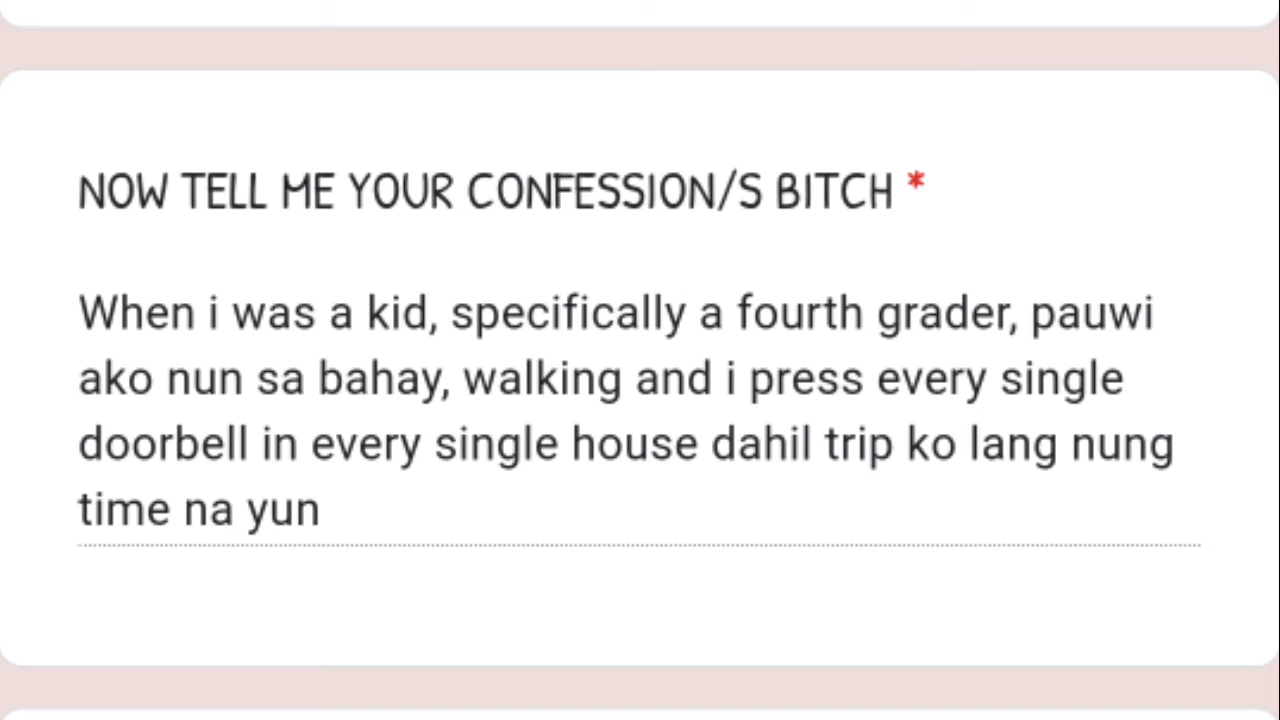 NOW TELL ME YOUR CONFESSION/S BITCH *
When i was a kid, specifically a fourth grader, pauwi
ako nun sa bahay, walking and i press every single
doorbell in every single house dahil trip ko lang nung
time na yun